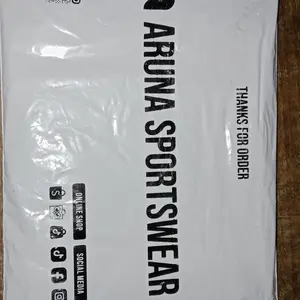 ARUNA SPORTSWEAR
THANKS FOR ORDER
ONLINE SHOP
SOCIAL MEDIA